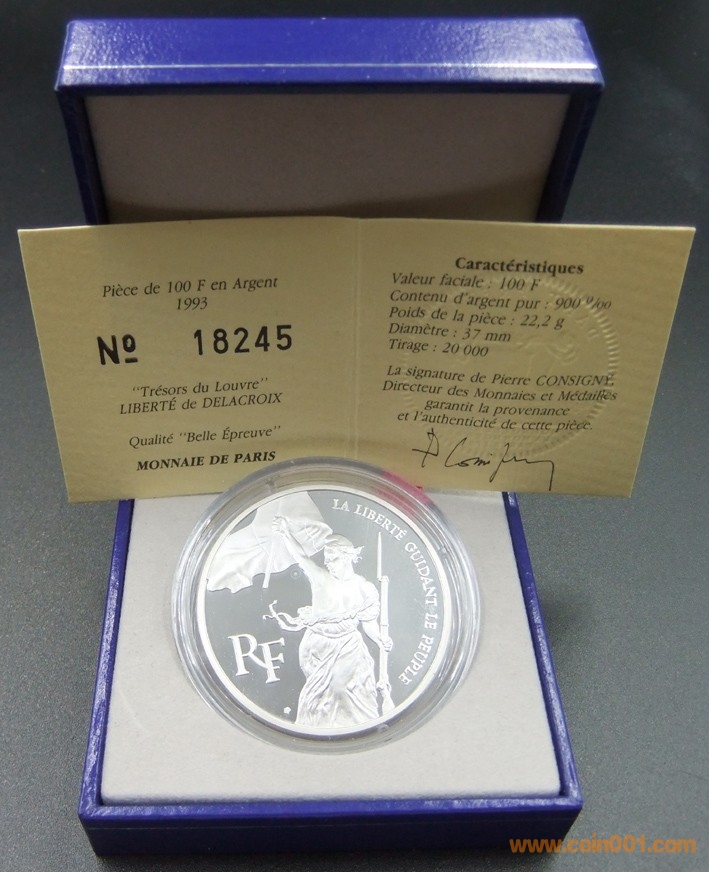 Pièce de 100 F en Argent
1993
Nº 18245
"Trésors du Louvre"
LIBERTÉ de DELACROIX
Qualité "Belle Épreuve"
MONNAIE DE PARIS
Caractéristiques
Valeur faciale : 100 F
Contenu d'argent pur : 900 º/oo
Poids de la pièce : 22,2 g
Diamètre : 37 mm
Tirage : 20 000
La signature de Pierre CONSIGNY,
Directeur des Monnaies et Médailles
garantit la provenance
et l'authenticité de cette pièce.
LA LIBERTÉ GUIDANT LE PEUPLE
RF
www.coin001.com